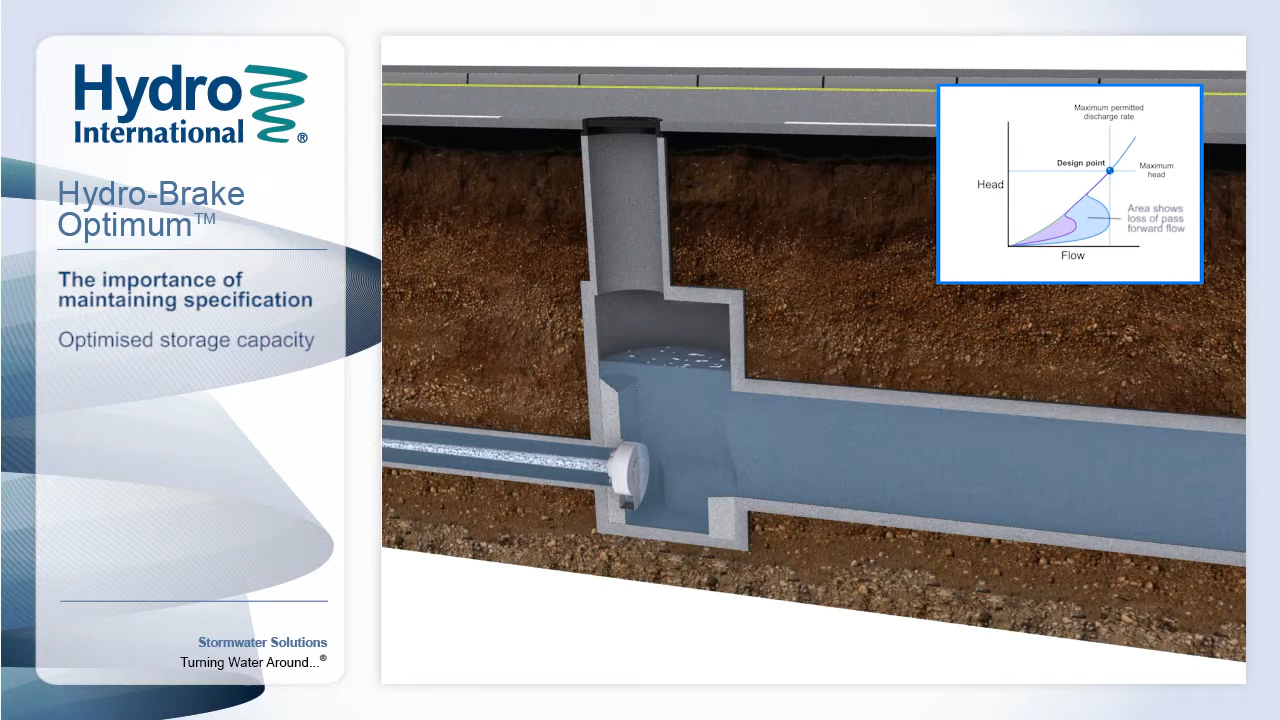 Hydro
International®
Hydro-Brake
Optimum™
The importance of
maintaining specification
Optimised storage capacity
Stormwater Solutions
Turning Water Around...®
Maximum permitted
discharge rate
Design point
Maximum
head
Head
Area shows
loss of pass
forward flow
Flow